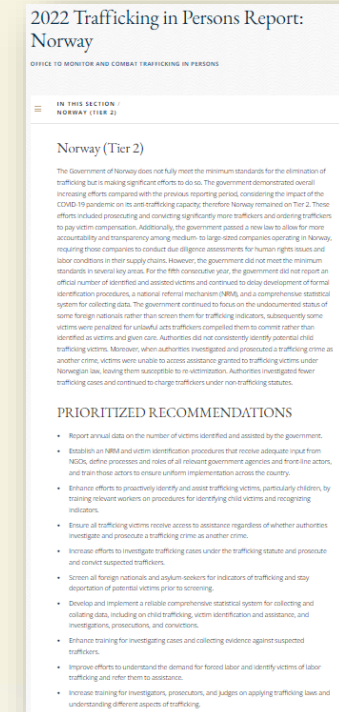 2022 Trafficking in Persons Report:
Norway
OFFICE TO MONITOR AND COMBAT TRAFFICKING IN PERSONS
IN THIS SECTION /
NORWAY (TIER 2)
Norway (Tier 2)
The Government of Norway does not fully meet the minimum standards for the elimination of
trafficking but is making significant efforts to do so. The government demonstrated overall
increasing efforts compared with the previous reporting period, considering the impact of the
COVID-19 pandemic on its anti-trafficking capacity; therefore Norway remained on Tier 2. These
efforts included prosecuting and convicting significantly more traffickers and ordering traffickers
to pay victim compensation. Additionally, the government passed a new law to allow for more
accountability and transparency among medium- to large-sized companies operating in Norway,
requiring those companies to conduct due diligence assessments for human rights issues and
labor conditions in their supply chains. However, the government did not meet the minimum
standards in several key areas. For the fifth consecutive year, the government did not report an
official number of identified and assisted victims and continued to delay development of formal
identification procedures, a national referral mechanism (NRM), and a comprehensive statistical
system for collecting data. The government continued to focus on the undocumented status of
some foreign nationals rather than screen them for trafficking indicators, subsequently some
victims were penalized for unlawful acts traffickers compelled them to commit rather than
identified as victims and given care. Authorities did not consistently identify potential child
trafficking victims. Moreover, when authorities investigated and prosecuted a trafficking crime as
another crime, victims were unable to access assistance granted to trafficking victims under
Norwegian law, leaving them susceptible to re-victimization. Authorities investigated fewer
trafficking cases and continued to charge traffickers under non-trafficking statutes.
PRIORITIZED RECOMMENDATIONS
• Report annual data on the number of victims identified and assisted by the government.
• Establish an NRM and victim identification procedures that receive adequate input from
NGOs, define processes and roles of all relevant government agencies and front-line actors,
and train those actors to ensure uniform implementation across the country.
• Enhance efforts to proactively identify and assist trafficking victims, particularly children, by
training relevant workers on procedures for identifying child victims and recognizing
indicators.
• Ensure all trafficking victims receive access to assistance regardless of whether authorities
investigate and prosecute a trafficking crime as another crime.
• Increase efforts to investigate trafficking cases under the trafficking statute and prosecute
and convict suspected traffickers.
• Screen all foreign nationals and asylum-seekers for indicators of trafficking and stay
deportation of potential victims prior to screening.
• Develop and implement a reliable comprehensive statistical system for collecting and
collating data, including on child trafficking, victim identification and assistance, and
investigations, prosecutions, and convictions.
• Enhance training for investigating cases and collecting evidence against suspected
traffickers.
• Improve efforts to understand the demand for forced labor and identify victims of labor
trafficking and refer them to assistance.
• Increase training for investigators, prosecutors, and judges on applying trafficking laws and
understanding different aspects of trafficking.